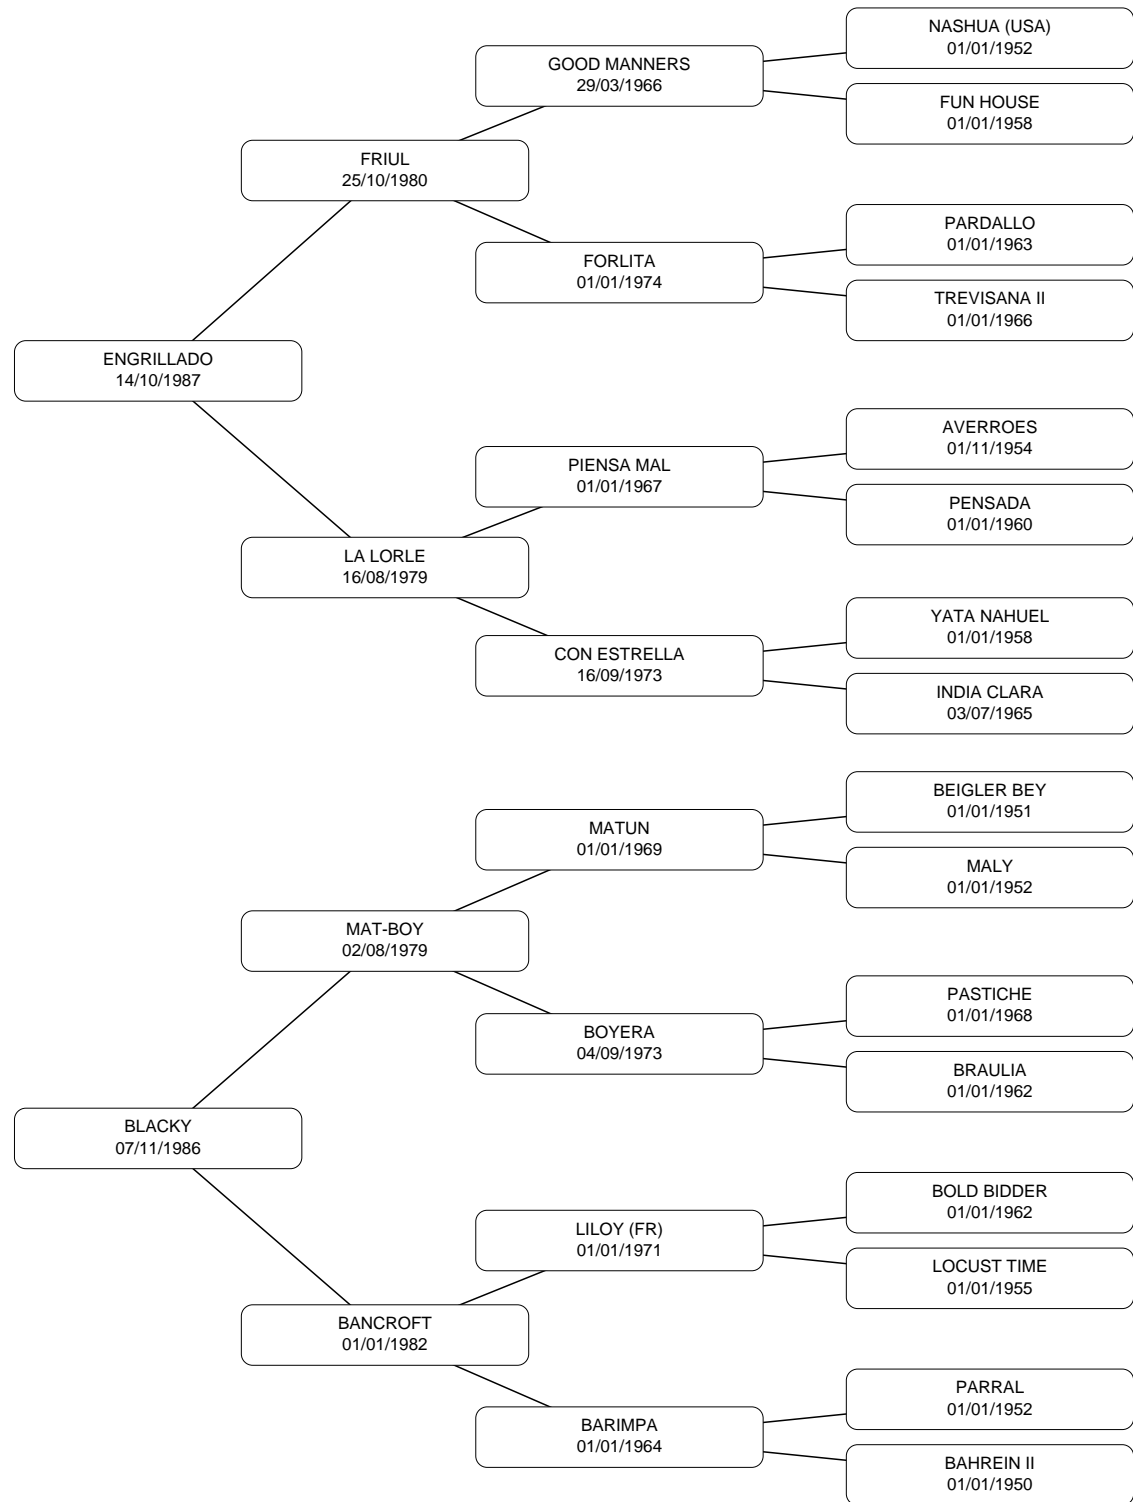 NASHUA (USA)
01/01/1952
GOOD MANNERS
29/03/1966
FUN HOUSE
01/01/1958
FRIUL
25/10/1980
PARDALLO
01/01/1963
FORLITA
01/01/1974
TREVISANA II
01/01/1966
ENGRILLADO
14/10/1987
AVERROES
01/11/1954
PIENSA MAL
01/01/1967
PENSADA
01/01/1960
LA LORLE
16/08/1979
YATA NAHUEL
01/01/1958
CON ESTRELLA
16/09/1973
INDIA CLARA
03/07/1965
BEIGLER BEY
01/01/1951
MATUN
01/01/1969
MALY
01/01/1952
MAT-BOY
02/08/1979
PASTICHE
01/01/1968
BOYERA
04/09/1973
BRAULIA
01/01/1962
BLACKY
07/11/1986
BOLD BIDDER
01/01/1962
LILOY (FR)
01/01/1971
LOCUST TIME
01/01/1955
BANCROFT
01/01/1982
PARRAL
01/01/1952
BARIMPA
01/01/1964
BAHREIN II
01/01/1950